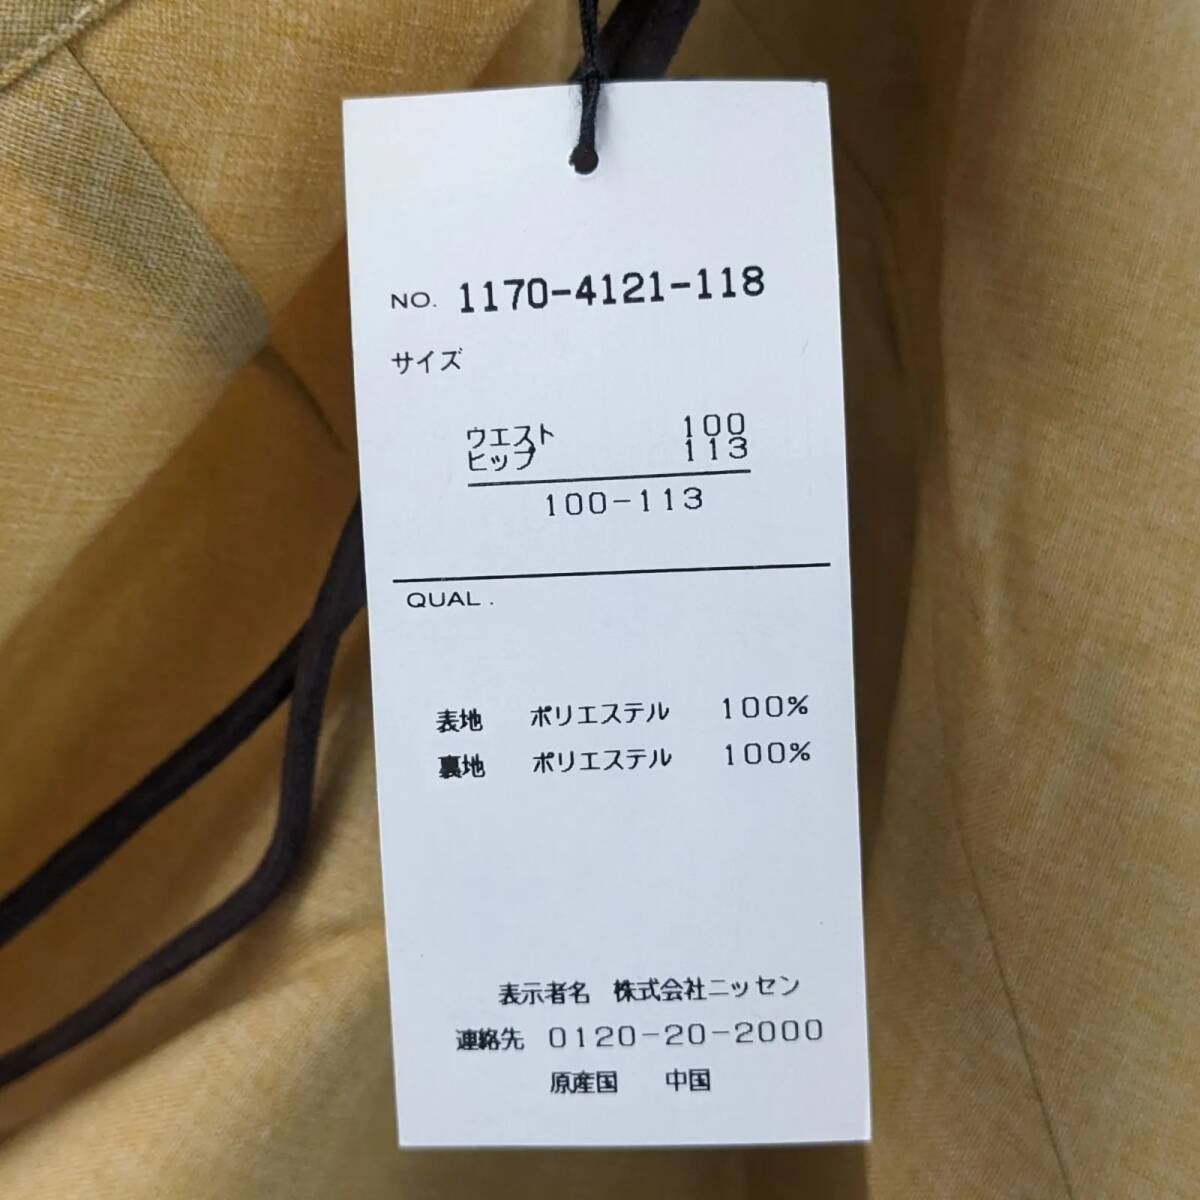 NO. 1170-4121-118
サイズ
ウエスト 100
ヒップ 113
100-113
QUAL.
表地 ポリエステル 100%
裏地 ポリエステル 100%
表示者名 株式会社ニッセン
連絡先 0120-20-2000
原産国 中国